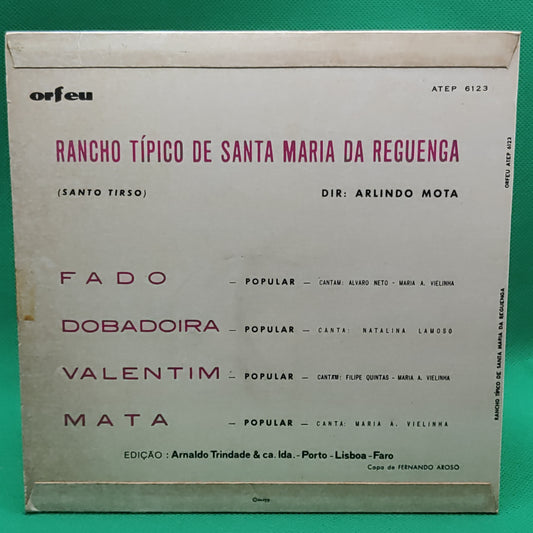 orfeu
ATEP 6123
RANCHO TÍPICO DE SANTA MARIA DA REGUENGA
(SANTO TIRSO)
DIR: ARLINDO MOTA
FADO – POPULAR – CANTAM: ALVARO NETO - MARIA A. VIELINHA
DOBADOIRA – POPULAR – CANTA: NATALINA LAMOSO
VALENTIM – POPULAR – CANTAM: FILIPE QUINTAS - MARIA A. VIELINHA
MATA – POPULAR – CANTA: MARIA A. VIELINHA
EDIÇÃO : Arnaldo Trindade & ca. lda. - Porto - Lisboa - Faro
Capa de FERNANDO AROSO
ORFEU ATEP 6123
RANCHO TÍPICO DE SANTA MARIA DA REGUENGA